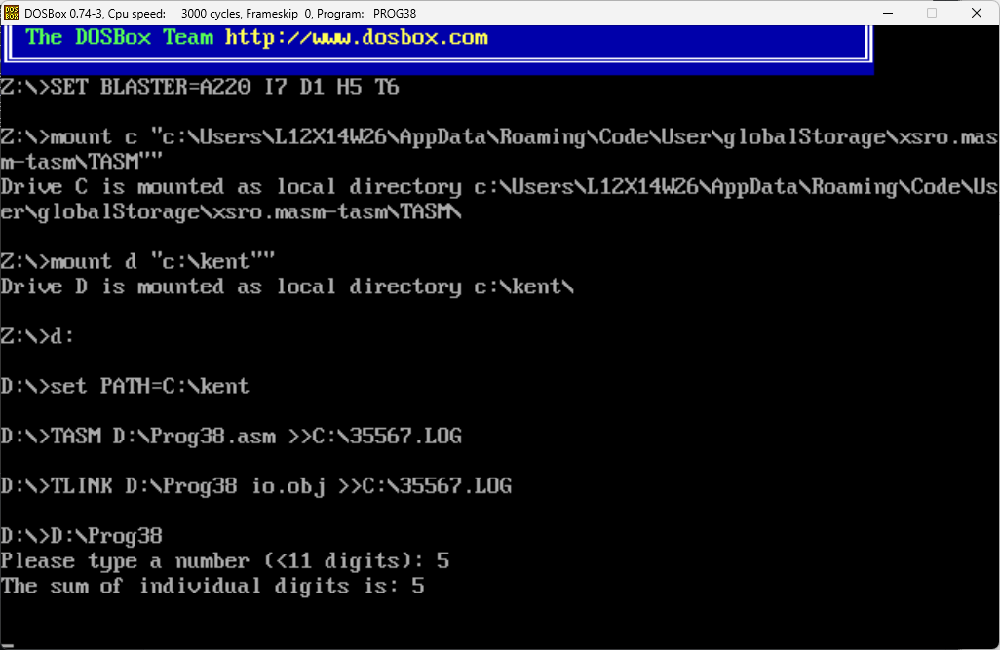 DOSBox 0.74-3, Cpu speed:    3000 cycles, Frameskip  0, Program:   PROG38
The DOSBox Team http://www.dosbox.com
Z:\>SET BLASTER=A220 I7 D1 H5 T6
Z:\>mount c "c:\Users\L12X14W26\AppData\Roaming\Code\User\globalStorage\xsro.mas
m-tasm\TASM""
Drive C is mounted as local directory c:\Users\L12X14W26\AppData\Roaming\Code\Us
er\globalStorage\xsro.masm-tasm\TASM\
Z:\>mount d "c:\kent""
Drive D is mounted as local directory c:\kent\
Z:\>d:
D:\>set PATH=C:\kent
D:\>TASM D:\Prog38.asm >>C:\35567.LOG
D:\>TLINK D:\Prog38 io.obj >>C:\35567.LOG
D:\>D:\Prog38
Please type a number (<11 digits): 5
The sum of individual digits is: 5